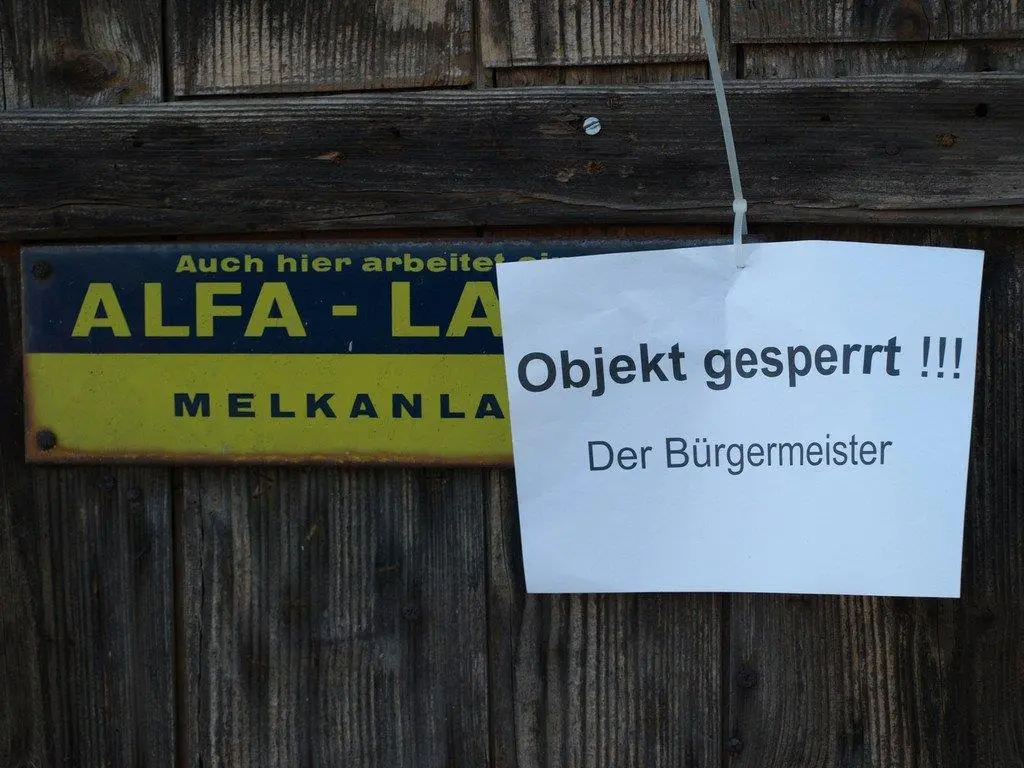 Auch hier arbeitet
ALFA - LA
MELKANLA
Objekt gesperrt !!!
Der Bürgermeister